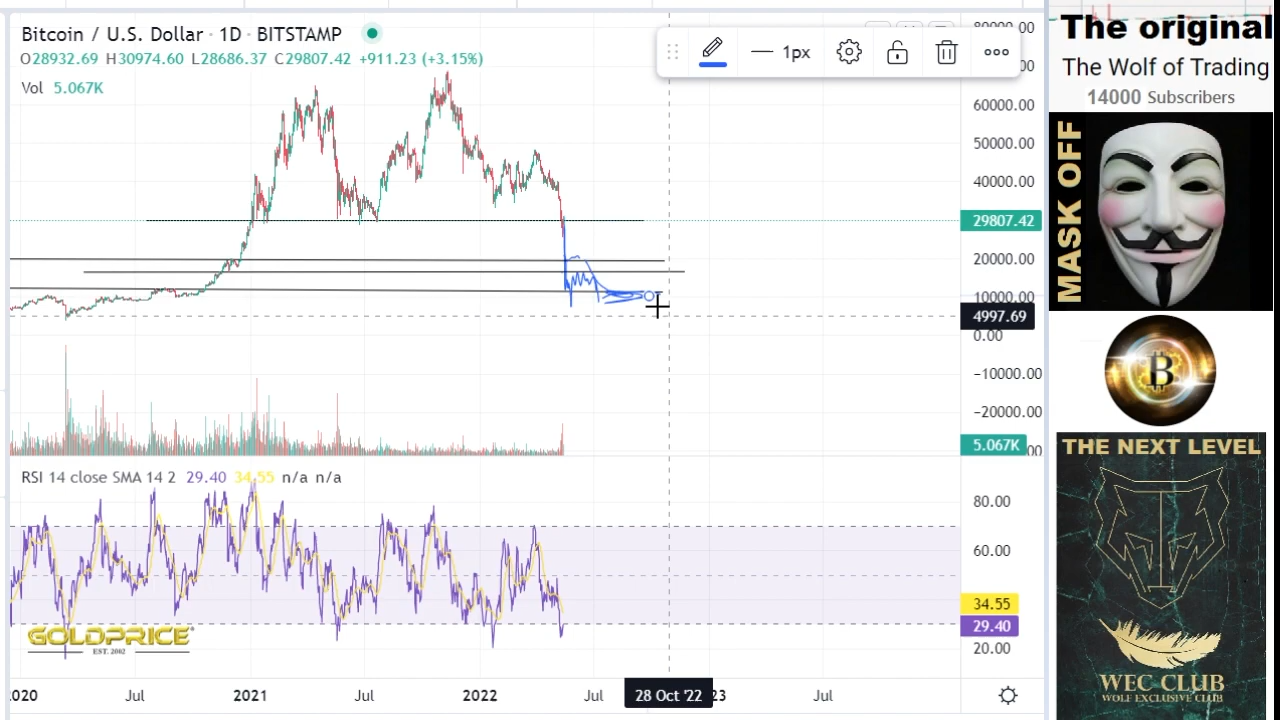 Bitcoin / U.S. Dollar · 1D · BITSTAMP
O28932.69 H30974.60 L28686.37 C29807.42 +911.23 (+3.15%)
Vol 5.067K
1px
80000.00
60000.00
50000.00
40000.00
29807.42
20000.00
10000.00
4997.69
0.00
−10000.00
−20000.00
5.067K
RSI 14 close SMA 14 2 29.40 34.55 n/a n/a
80.00
60.00
34.55
29.40
20.00
GOLDPRICE
EST. 2002
2020 Jul 2021 Jul 2022 Jul 28 Oct '22 23 Jul
The original
The Wolf of Trading
14000 Subscribers
MASK OFF
B
THE NEXT LEVEL
WEC CLUB
WOLF EXCLUSIVE CLUB